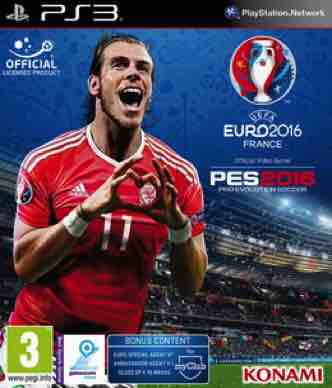 PS3
PlayStation.Network
OFFICIAL
LICENSED PRODUCT
UEFA
EURO2016
FRANCE
Official Video Game
PES2016
PRO EVOLUTION SOCCER
11
3
www.pegi.info
BONUS CONTENT
myClub
KONAMI